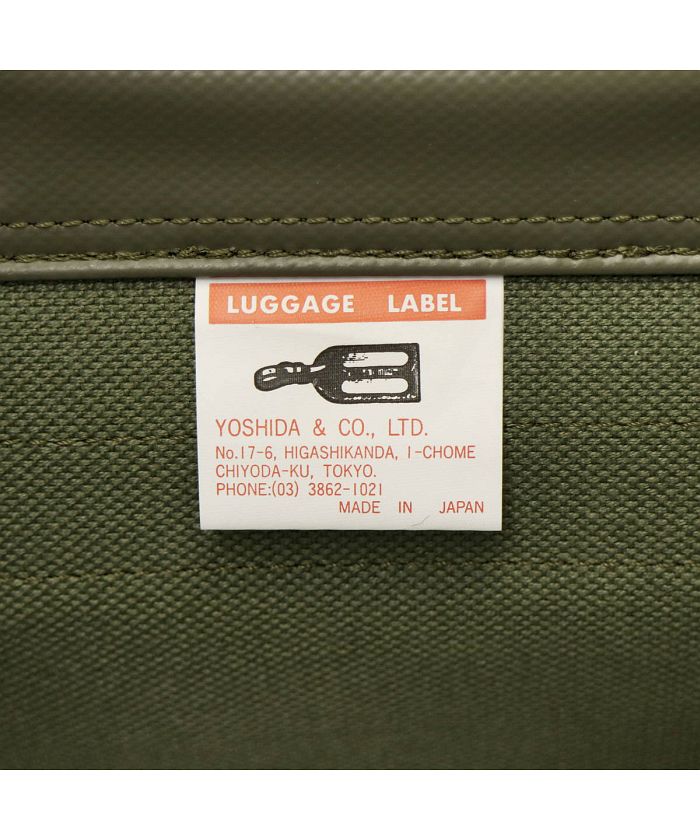 LUGGAGE LABEL
YOSHIDA & CO., LTD.
No.17-6, HIGASHIKANDA, 1-CHOME
CHIYODA-KU, TOKYO.
PHONE:(03) 3862-1021
MADE IN JAPAN